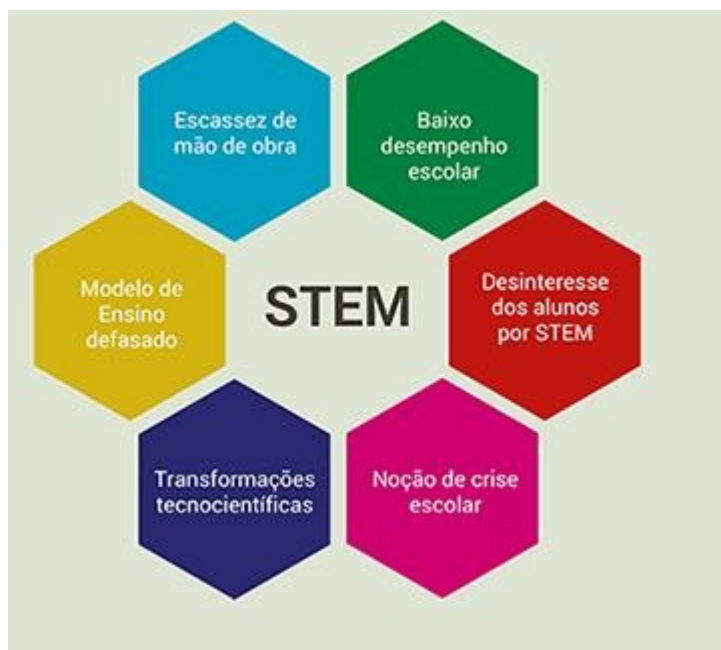 Escassez de
mão de obra
Baixo
desempenho
escolar
Modelo de
Ensino
defasado
STEM
Desinteresse
dos alunos
por STEM
Transformações
tecnocientíficas
Noção de crise
escolar